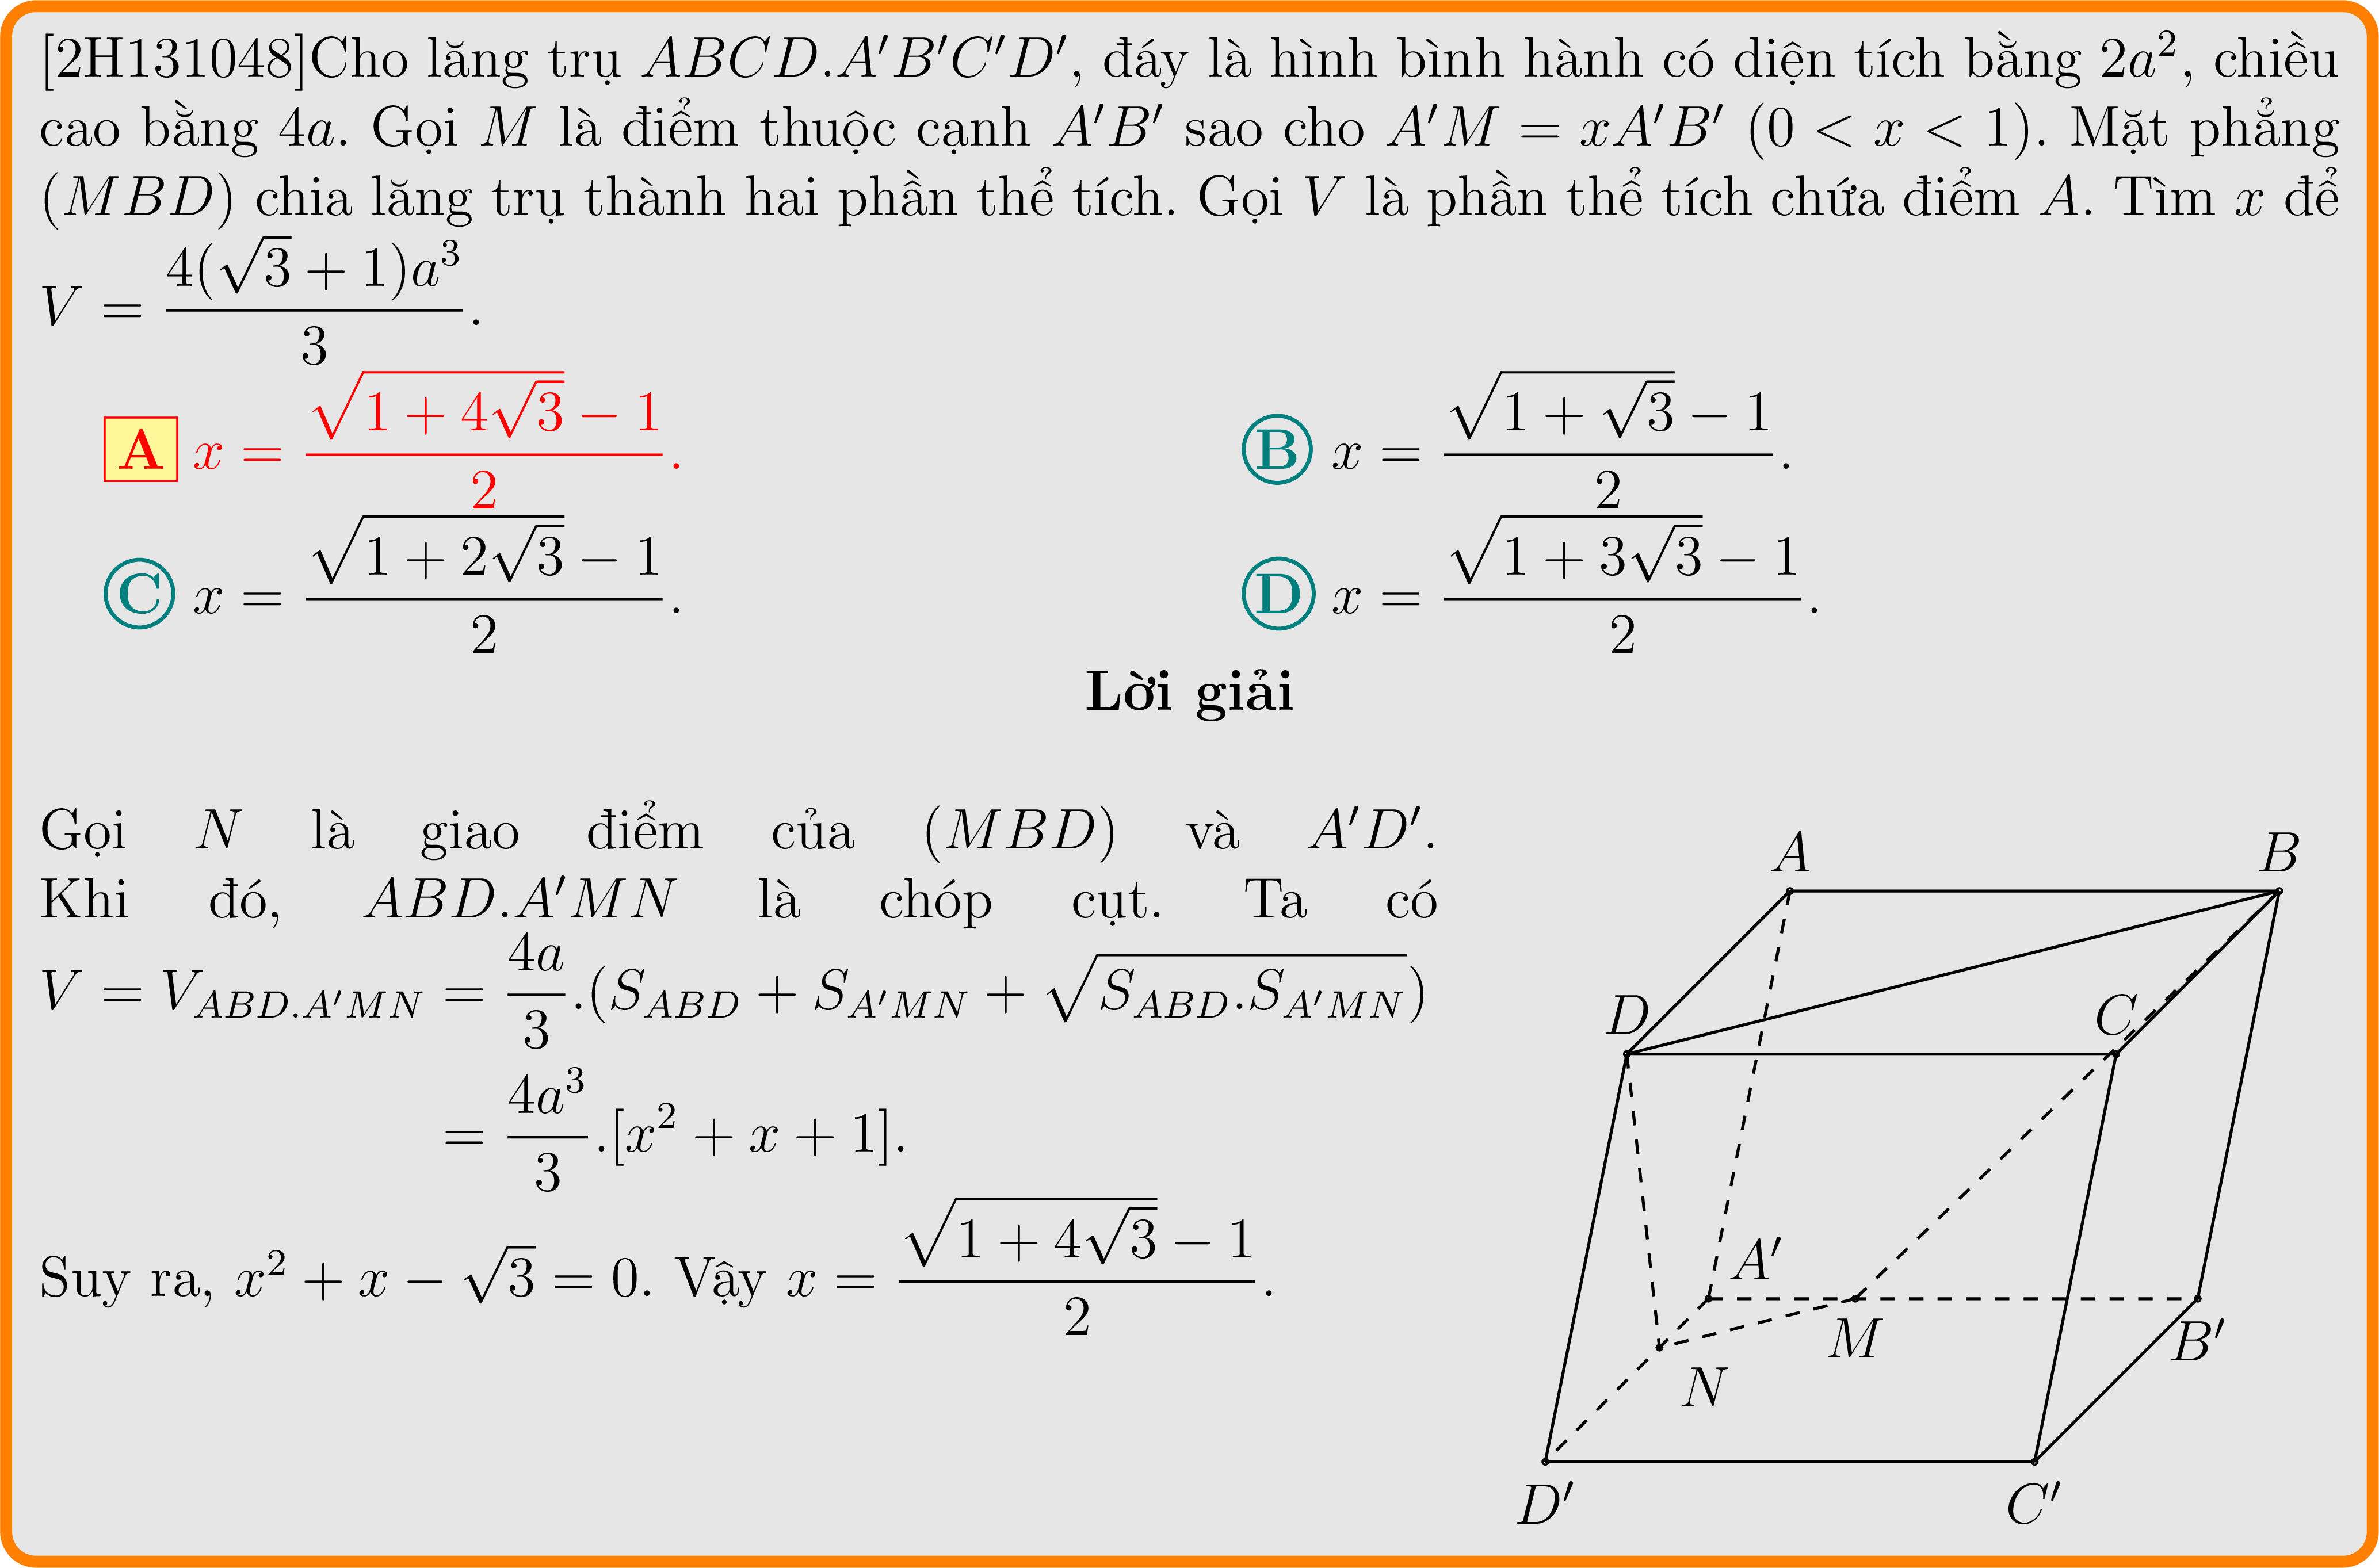 [2H131048]Cho lăng trụ ABCD.A′B′C′D′, đáy là hình bình hành có diện tích bằng 2a², chiều
cao bằng 4a. Gọi M là điểm thuộc cạnh A′B′ sao cho A′M = xA′B′ (0 < x < 1). Mặt phẳng
(MBD) chia lăng trụ thành hai phần thể tích. Gọi V là phần thể tích chứa điểm A. Tìm x để
V = \frac{4(\sqrt{3} + 1)a³}{3}.
A x = \frac{\sqrt{1 + 4\sqrt{3}} − 1}{2}. B x = \frac{\sqrt{1 + \sqrt{3}} − 1}{2}.
C x = \frac{\sqrt{1 + 2\sqrt{3}} − 1}{2}. D x = \frac{\sqrt{1 + 3\sqrt{3}} − 1}{2}.
Lời giải
Gọi N là giao điểm của (MBD) và A′D′.
Khi đó, ABD.A′MN là chóp cụt. Ta có
V = V_{ABD.A′MN} = \frac{4a}{3}.(S_{ABD} + S_{A′MN} + \sqrt{S_{ABD}.S_{A′MN}})
= \frac{4a³}{3}.[x² + x + 1].
Suy ra, x² + x − \sqrt{3} = 0. Vậy x = \frac{\sqrt{1 + 4\sqrt{3}} − 1}{2}.
A B
D C
A′
M B′
N
D′ C′